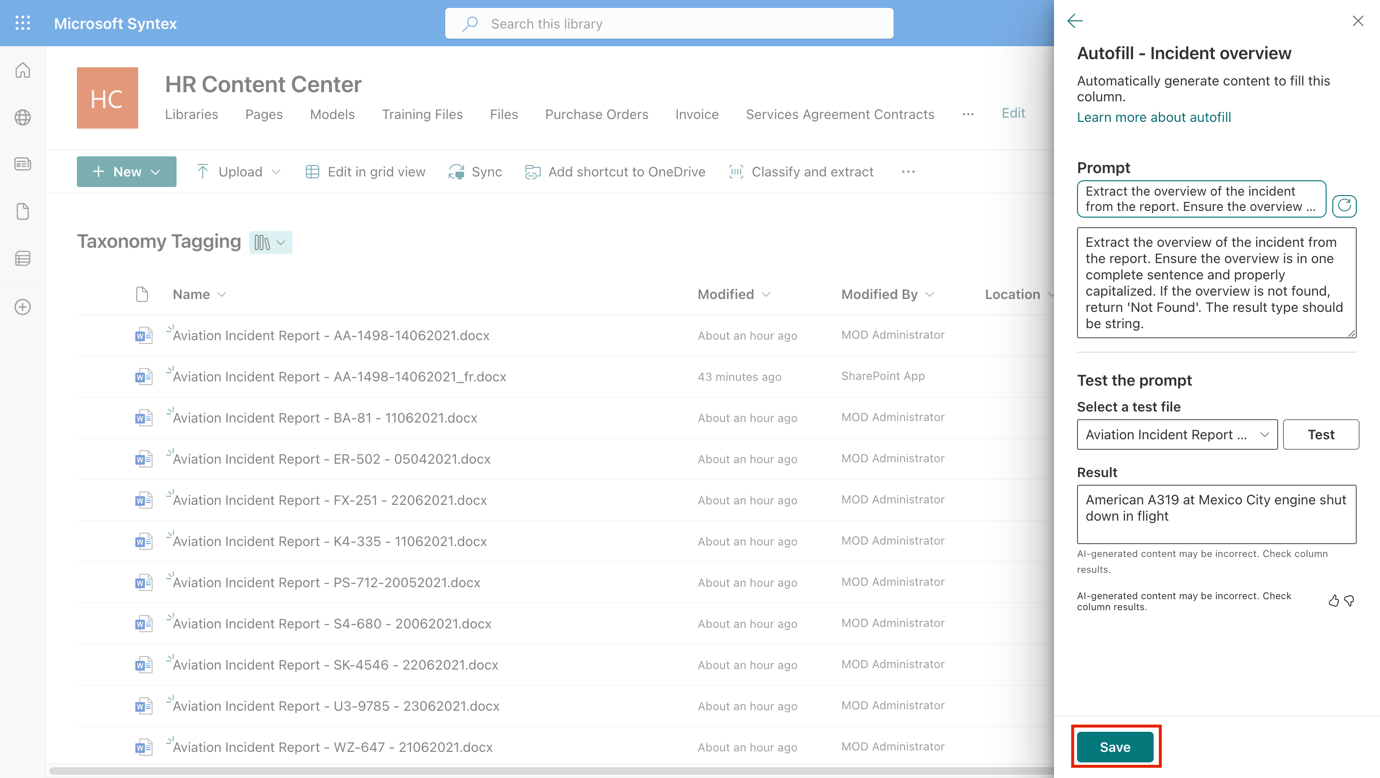 Microsoft Syntex
Search this library
HC
HR Content Center
Libraries Pages Models Training Files Files Purchase Orders Invoice Services Agreement Contracts ... Edit
New Upload Edit in grid view Sync Add shortcut to OneDrive Classify and extract ...
Taxonomy Tagging
Name Modified Modified By Location
Aviation Incident Report - AA-1498-14062021.docx About an hour ago MOD Administrator
Aviation Incident Report - AA-1498-14062021_fr.docx 43 minutes ago SharePoint App
Aviation Incident Report - BA-81 - 11062021.docx About an hour ago MOD Administrator
Aviation Incident Report - ER-502 - 05042021.docx About an hour ago MOD Administrator
Aviation Incident Report - FX-251 - 22062021.docx About an hour ago MOD Administrator
Aviation Incident Report - K4-335 - 11062021.docx About an hour ago MOD Administrator
Aviation Incident Report - PS-712-20052021.docx About an hour ago MOD Administrator
Aviation Incident Report - S4-680 - 20062021.docx About an hour ago MOD Administrator
Aviation Incident Report - SK-4546 - 22062021.docx About an hour ago MOD Administrator
Aviation Incident Report - U3-9785 - 23062021.docx About an hour ago MOD Administrator
Aviation Incident Report - WZ-647 - 21062021.docx About an hour ago MOD Administrator
Autofill - Incident overview
Automatically generate content to fill this
column.
Learn more about autofill
Prompt
Extract the overview of the incident
from the report. Ensure the overview ...
Extract the overview of the incident from
the report. Ensure the overview is in one
complete sentence and properly
capitalized. If the overview is not found,
return 'Not Found'. The result type should
be string.
Test the prompt
Select a test file
Aviation Incident Report ... Test
Result
American A319 at Mexico City engine shut
down in flight
AI-generated content may be incorrect. Check column
results.
AI-generated content may be incorrect. Check
column results.
Save